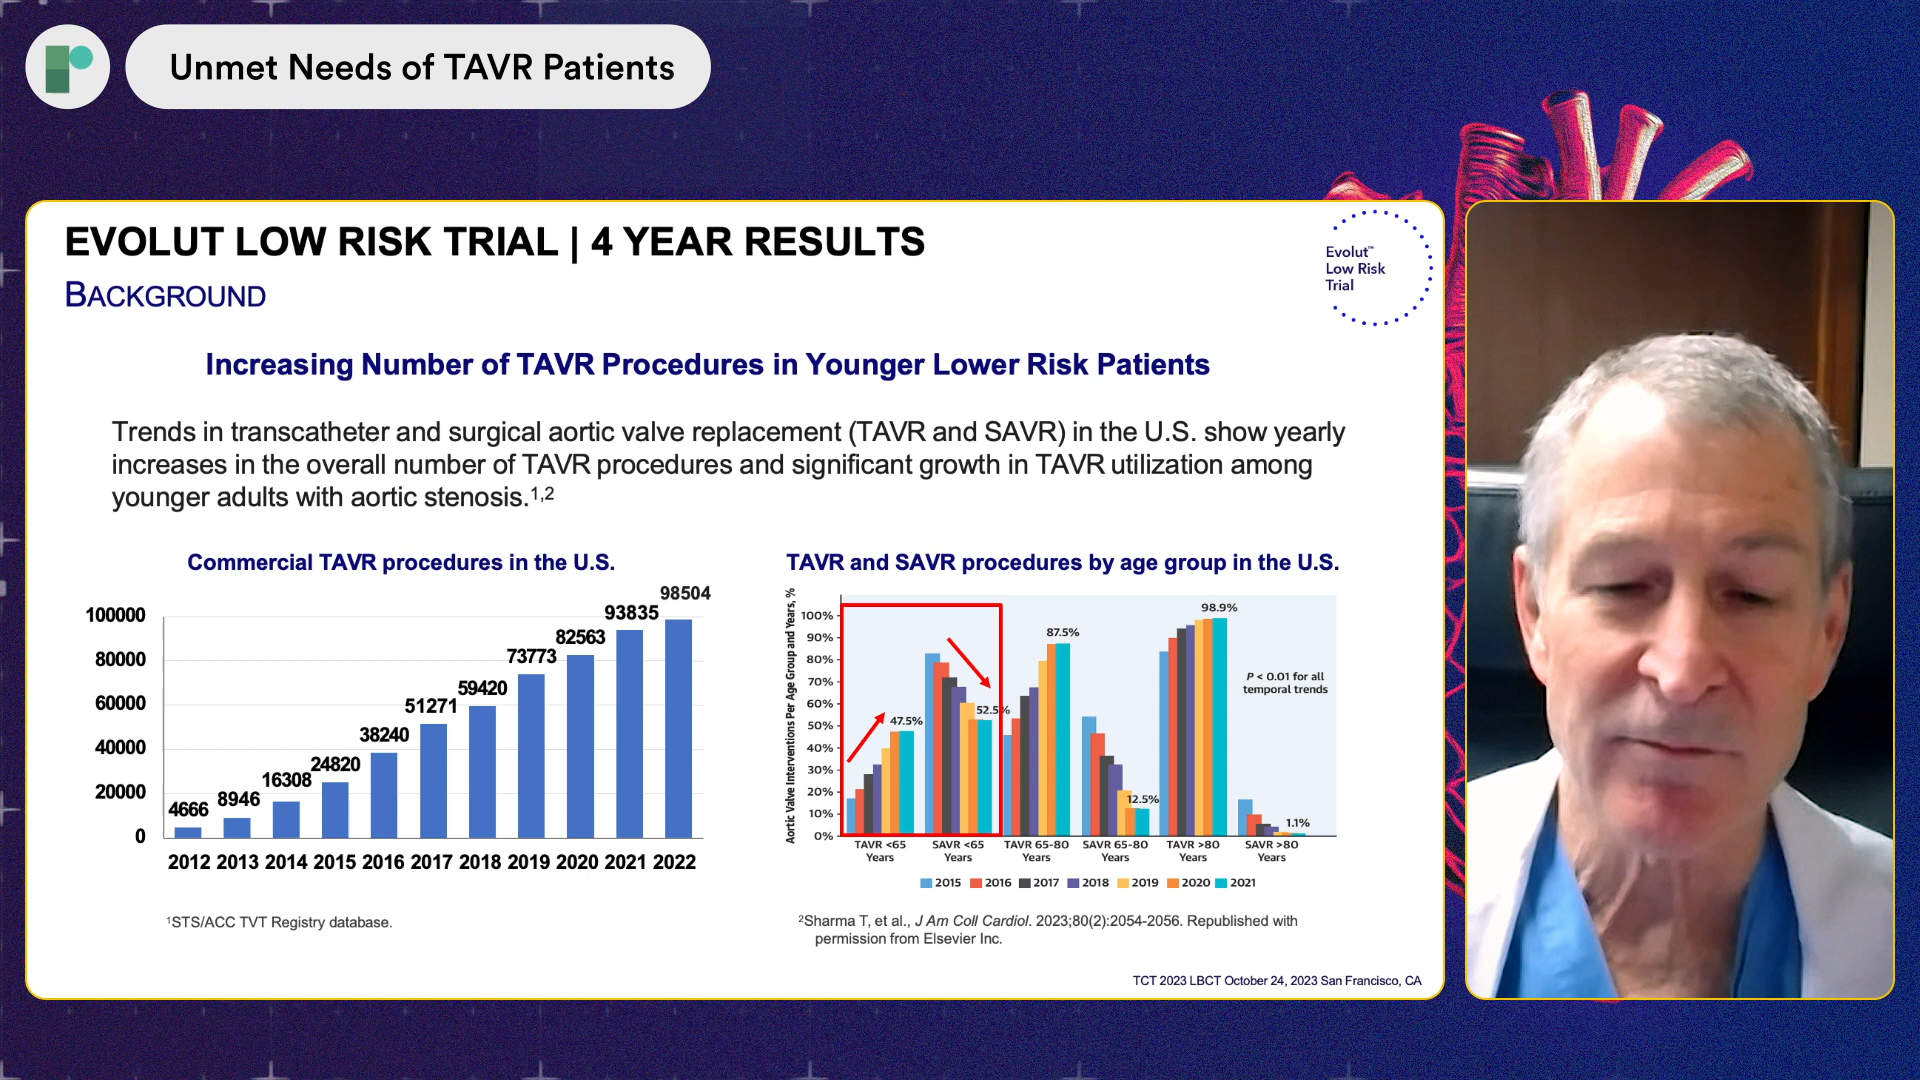 Unmet Needs of TAVR Patients
EVOLUT LOW RISK TRIAL | 4 YEAR RESULTS
BACKGROUND
Evolut™
Low Risk
Trial
Increasing Number of TAVR Procedures in Younger Lower Risk Patients
Trends in transcatheter and surgical aortic valve replacement (TAVR and SAVR) in the U.S. show yearly
increases in the overall number of TAVR procedures and significant growth in TAVR utilization among
younger adults with aortic stenosis.1,2
Commercial TAVR procedures in the U.S.
100000
80000
60000
40000
20000
0
4666
8946
16308
24820
38240
51271
59420
73773
82563
93835
98504
2012 2013 2014 2015 2016 2017 2018 2019 2020 2021 2022
1STS/ACC TVT Registry database.
TAVR and SAVR procedures by age group in the U.S.
Aortic Valve Interventions Per Age Group and Years, %
100%
90%
80%
70%
60%
50%
40%
30%
20%
10%
0%
47.5%
52.5%
87.5%
12.5%
98.9%
1.1%
P < 0.01 for all
temporal trends
TAVR <65
Years
SAVR <65
Years
TAVR 65-80
Years
SAVR 65-80
Years
TAVR >80
Years
SAVR >80
Years
2015 2016 2017 2018 2019 2020 2021
2Sharma T, et al., J Am Coll Cardiol. 2023;80(2):2054-2056. Republished with
permission from Elsevier Inc.
TCT 2023 LBCT October 24, 2023 San Francisco, CA